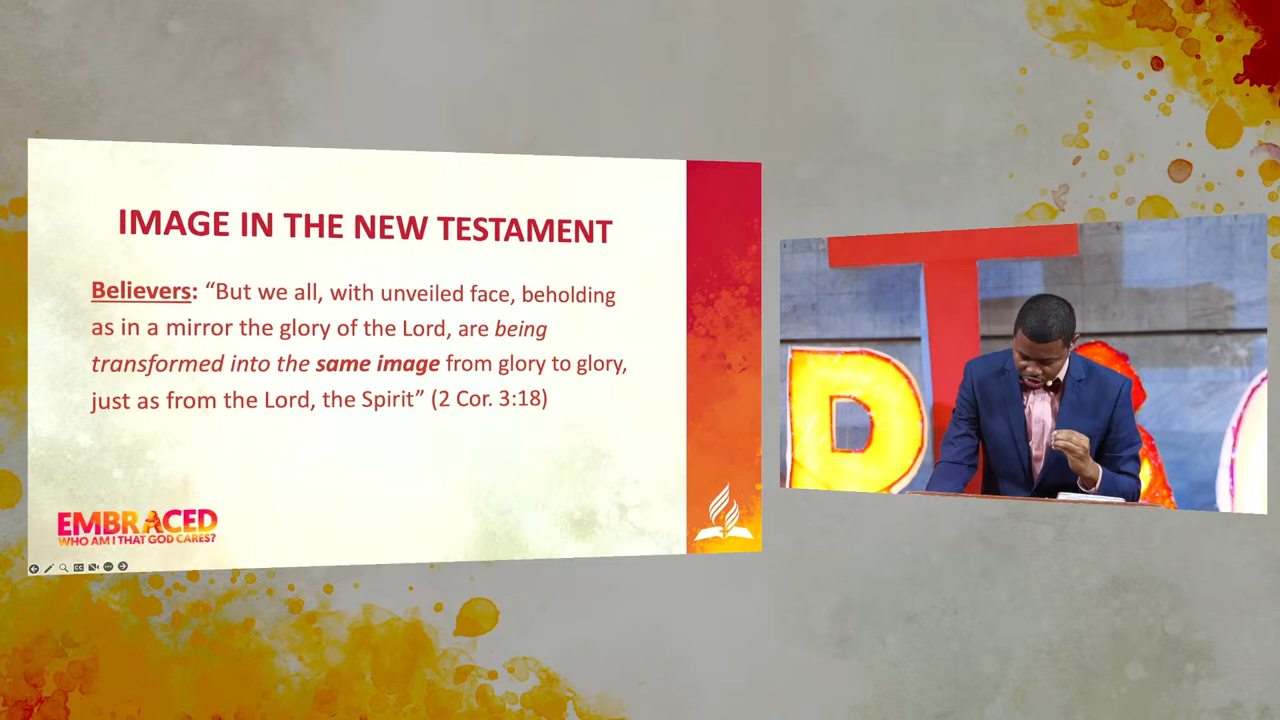 IMAGE IN THE NEW TESTAMENT
Believers: “But we all, with unveiled face, beholding
as in a mirror the glory of the Lord, are being
transformed into the same image from glory to glory,
just as from the Lord, the Spirit” (2 Cor. 3:18)
EMBRACED
WHO AM I THAT GOD CARES?
T
D